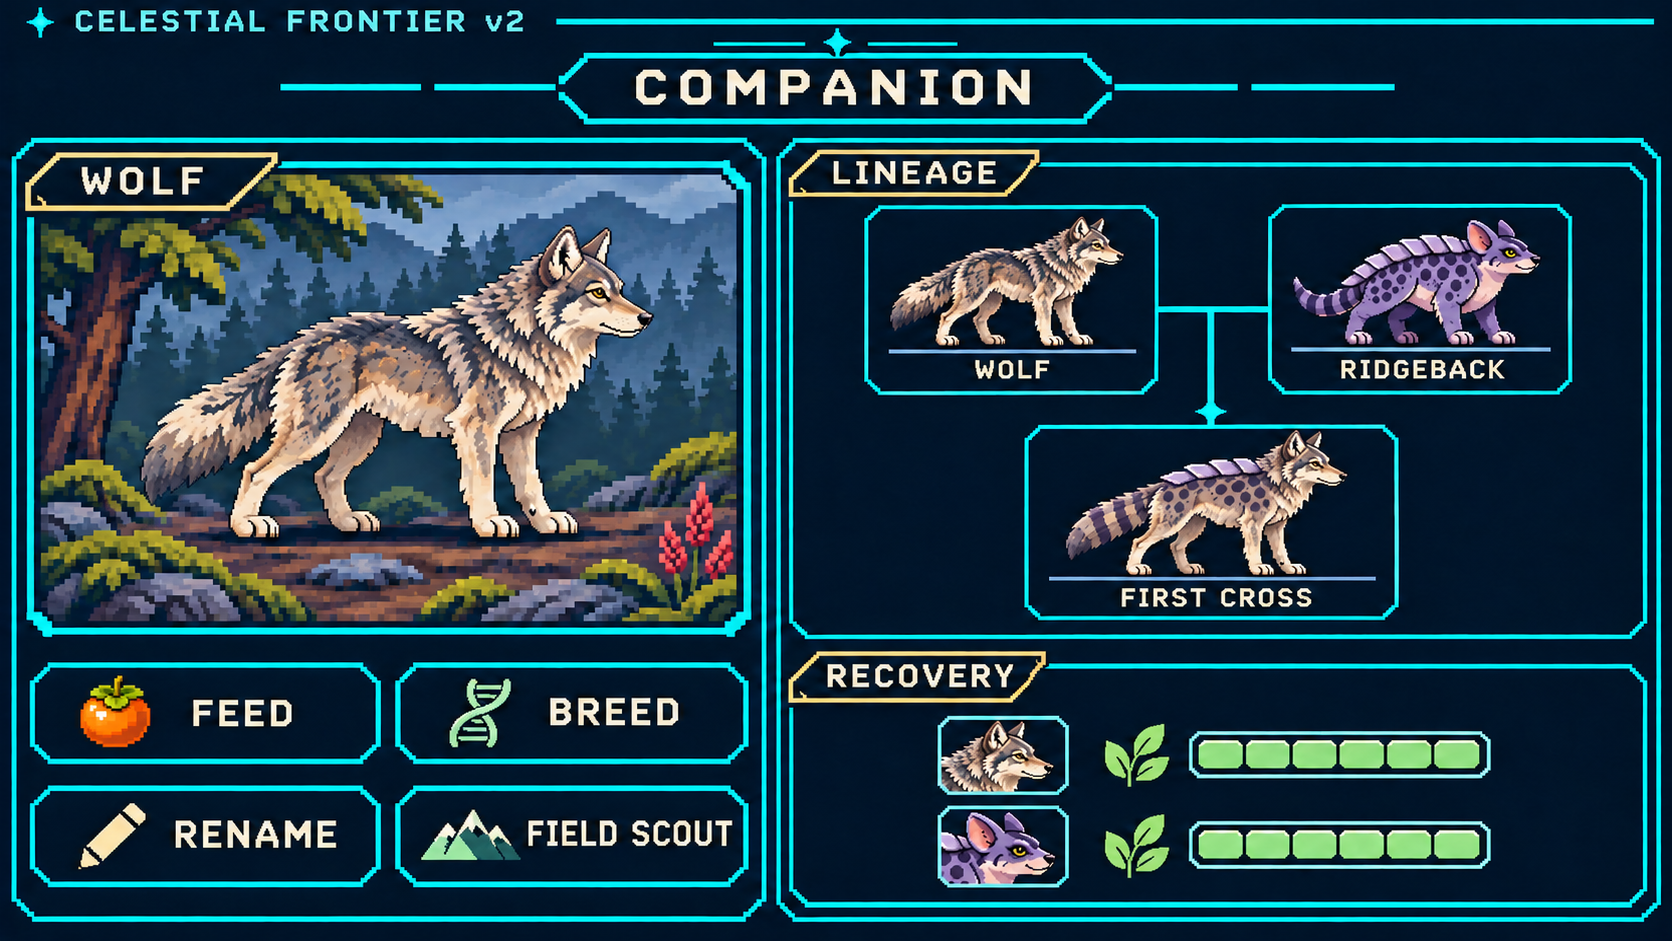 CELESTIAL FRONTIER v2
COMPANION
WOLF
FEED
BREED
RENAME
FIELD SCOUT
LINEAGE
WOLF
RIDGEBACK
FIRST CROSS
RECOVERY